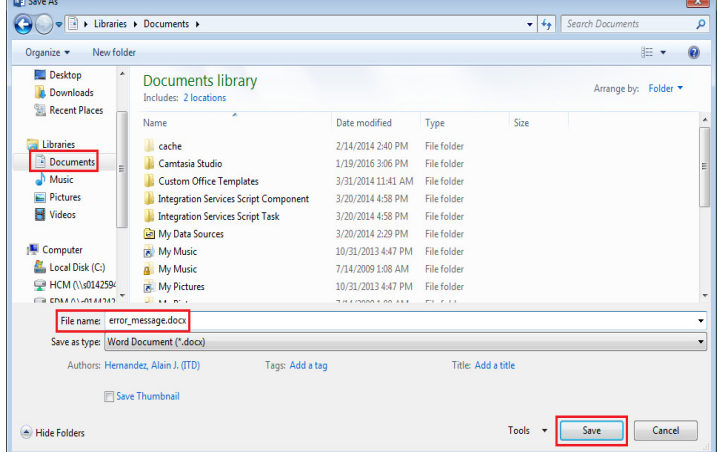 Save As
Libraries ▸ Documents ▸
Search Documents
Organize ▼ New folder
Desktop
Downloads
Recent Places
Libraries
Documents
Music
Pictures
Videos
Computer
Local Disk (C:)
HCM (\\s0142594
Documents library
Includes: 2 locations
Arrange by: Folder ▼
Name Date modified Type Size
cache 2/14/2014 2:40 PM File folder
Camtasia Studio 1/19/2016 3:06 PM File folder
Custom Office Templates 3/31/2014 11:41 AM File folder
Integration Services Script Component 3/20/2014 4:58 PM File folder
Integration Services Script Task 3/20/2014 4:58 PM File folder
My Data Sources 3/20/2014 2:29 PM File folder
My Music 10/31/2013 4:47 PM File folder
My Music 7/14/2009 1:08 AM File folder
My Pictures 10/31/2013 4:47 PM File folder
File name: error_message.docx
Save as type: Word Document (*.docx)
Authors: Hernandez, Alain J. (ITD) Tags: Add a tag Title: Add a title
Save Thumbnail
Hide Folders Tools ▼ Save Cancel